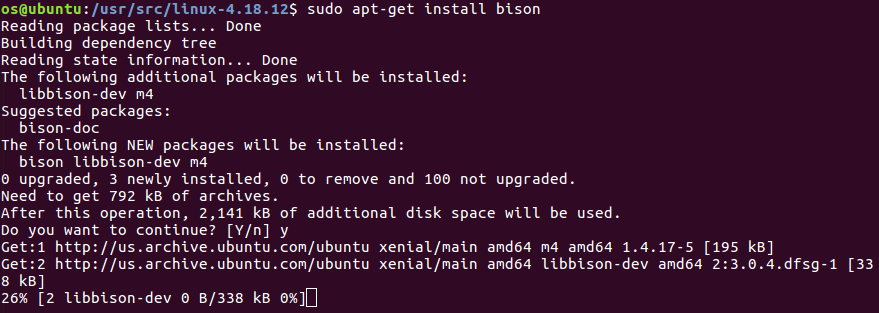 os@ubuntu:/usr/src/linux-4.18.12$ sudo apt-get install bison
Reading package lists... Done
Building dependency tree
Reading state information... Done
The following additional packages will be installed:
  libbison-dev m4
Suggested packages:
  bison-doc
The following NEW packages will be installed:
  bison libbison-dev m4
0 upgraded, 3 newly installed, 0 to remove and 100 not upgraded.
Need to get 792 kB of archives.
After this operation, 2,141 kB of additional disk space will be used.
Do you want to continue? [Y/n] y
Get:1 http://us.archive.ubuntu.com/ubuntu xenial/main amd64 m4 amd64 1.4.17-5 [195 kB]
Get:2 http://us.archive.ubuntu.com/ubuntu xenial/main amd64 libbison-dev amd64 2:3.0.4.dfsg-1 [33
8 kB]
26% [2 libbison-dev 0 B/338 kB 0%]